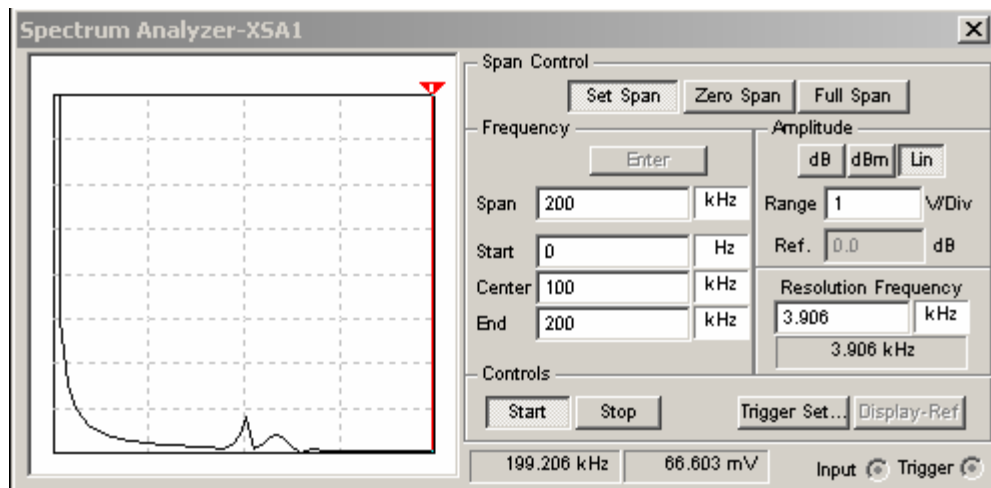 Spectrum Analyzer-XSA1
Span Control
Set Span Zero Span Full Span
Frequency
Enter
Span 200 kHz
Start 0 Hz
Center 100 kHz
End 200 kHz
Amplitude
dB dBm Lin
Range 1 V/Div
Ref. 0.0 dB
Resolution Frequency
3.906 kHz
3.906 kHz
Controls
Start Stop Trigger Set... Display-Ref
199.206 kHz 66.603 mV Input Trigger